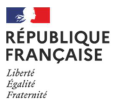 RÉPUBLIQUE
FRANÇAISE
Liberté
Égalité
Fraternité